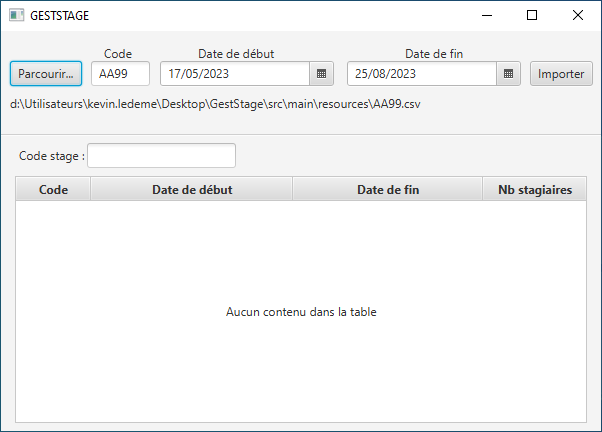 GESTSTAGE
Code Date de début Date de fin
Parcourir... AA99 17/05/2023 25/08/2023 Importer
d:\Utilisateurs\kevin.ledeme\Desktop\GestStage\src\main\resources\AA99.csv
Code stage :
Code Date de début Date de fin Nb stagiaires
Aucun contenu dans la table